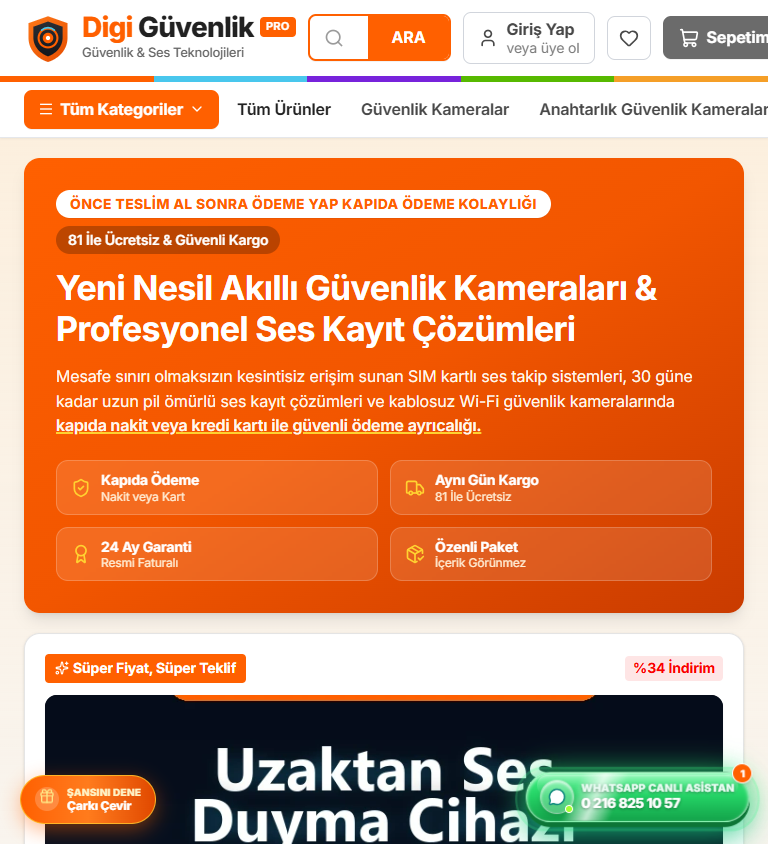 Digi Güvenlik PRO
Güvenlik & Ses Teknolojileri
ARA
Giriş Yap
veya üye ol
Sepetim
Tüm Kategoriler
Tüm Ürünler
Güvenlik Kameralar
Anahtarlık Güvenlik Kameralar
ÖNCE TESLİM AL SONRA ÖDEME YAP KAPIDA ÖDEME KOLAYLIĞI
81 İle Ücretsiz & Güvenli Kargo
Yeni Nesil Akıllı Güvenlik Kameraları &
Profesyonel Ses Kayıt Çözümleri
Mesafe sınırı olmaksızın kesintisiz erişim sunan SIM kartlı ses takip sistemleri, 30 güne
kadar uzun pil ömürlü ses kayıt çözümleri ve kablosuz Wi-Fi güvenlik kameralarında
kapıda nakit veya kredi kartı ile güvenli ödeme ayrıcalığı.
Kapıda Ödeme
Nakit veya Kart
Aynı Gün Kargo
81 İle Ücretsiz
24 Ay Garanti
Resmi Faturalı
Özenli Paket
İçerik Görünmez
Süper Fiyat, Süper Teklif
%34 İndirim
Uzaktan Ses
Duyma Cihazı
ŞANSINI DENE
Çarkı Çevir
1
WHATSAPP CANLI ASİSTAN
0 216 825 10 57